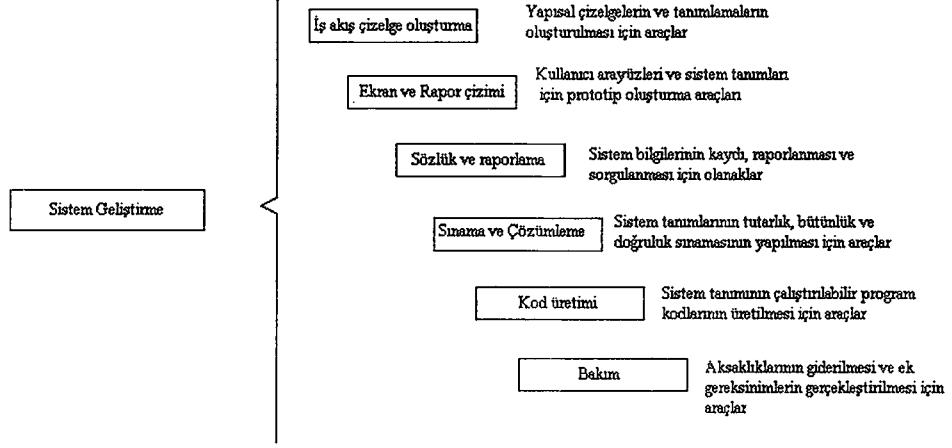 İş akış çizelge oluşturma
Yapısal çizelgelerin ve tanımlamaların
oluşturulması için araçlar
Ekran ve Rapor çizimi
Kullanıcı arayüzleri ve sistem tanımları
için prototip oluşturma araçları
Sözlük ve raporlama
Sistem bilgilerinin kaydı, raporlanması ve
sorgulanması için olanaklar
Sistem Geliştirme
Sınama ve Çözümleme
Sistem tanımlarının tutarlık, bütünlük ve
doğruluk sınamasının yapılması için araçlar
Kod üretimi
Sistem tanımının çalıştırılabilir program
kodlarının üretilmesi için araçlar
Bakım
Aksaklıklarının giderilmesi ve ek
gereksinimlerin gerçekleştirilmesi için
araçlar